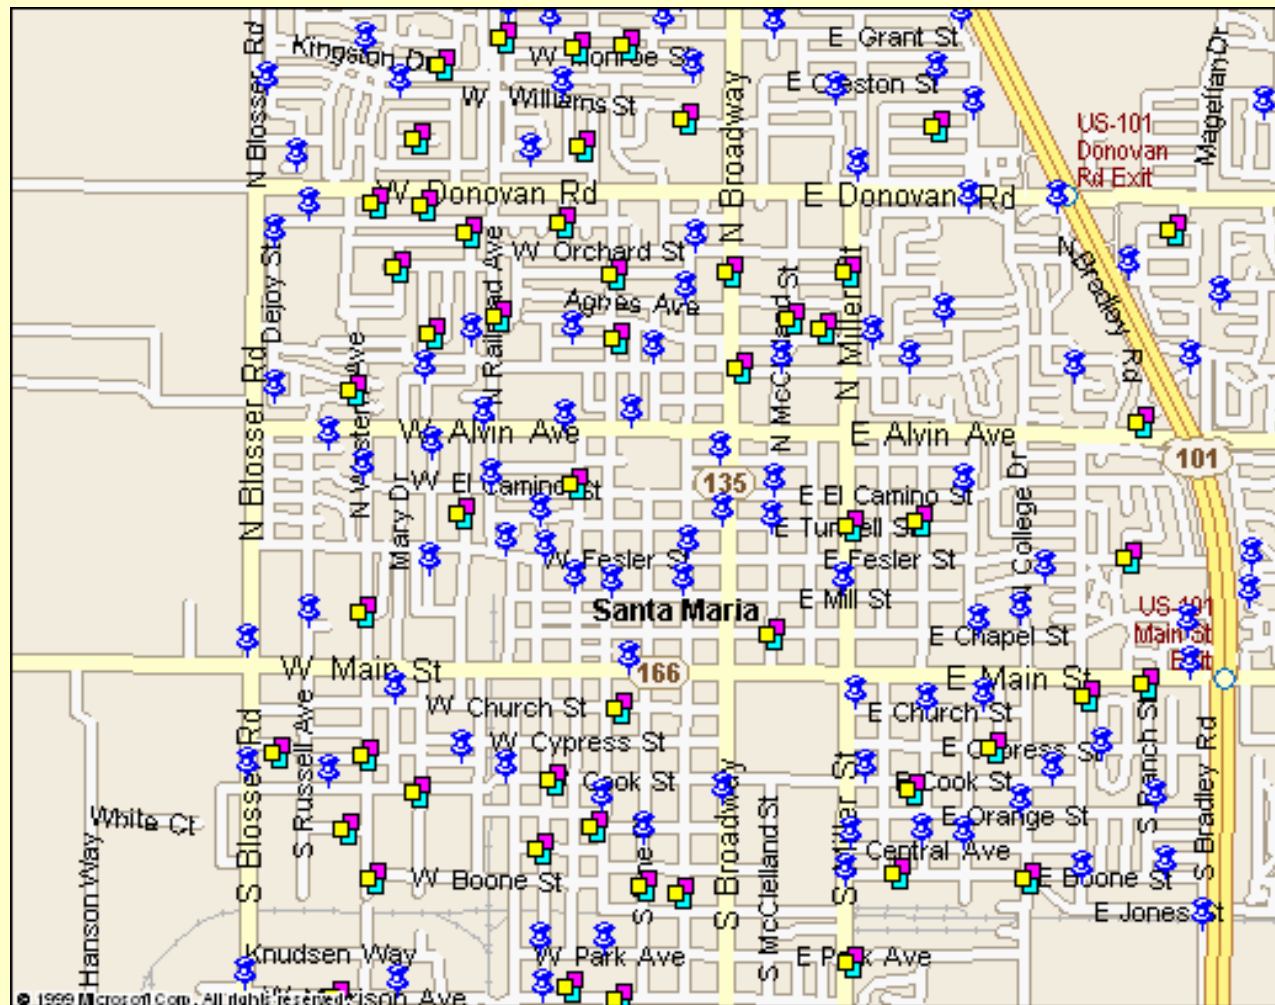 E Grant St
Kingston Dr
W Monroe St
N Blosser Rd
E Creston St
W Williams St
Magellan Dr
US-101
Donovan
Rd Exit
N Broadway
W Donovan Rd
E Donovan Rd
W Orchard St
Dejoy St
Agnes Ave
N Railroad Ave
N McClelland St
N Miller St
N Bradley Rd
N Blosser Rd
N Western Ave
W Alvin Ave
E Alvin Ave
101
135
W El Camino St
E El Camino St
Mary Dr
E Tunnell St
N College Dr
W Fesler St
E Fesler St
E Mill St
Santa Maria
US-101
Main St
Exit
E Chapel St
W Main St
166
E Main St
W Church St
E Church St
S Blosser Rd
S Russell Ave
W Cypress St
E Cypress St
Cook St
E Cook St
S Ranch St
S Bradley Rd
White Ct
E Orange St
S Broadway
S McClelland St
S Miller St
Central Ave
Hanson Way
W Boone St
E Boone St
S
E Jones St
Knudsen Way
W Park Ave
E Park Ave
© 1999 Microsoft Corp. All rights reserved.
W Morrison Ave